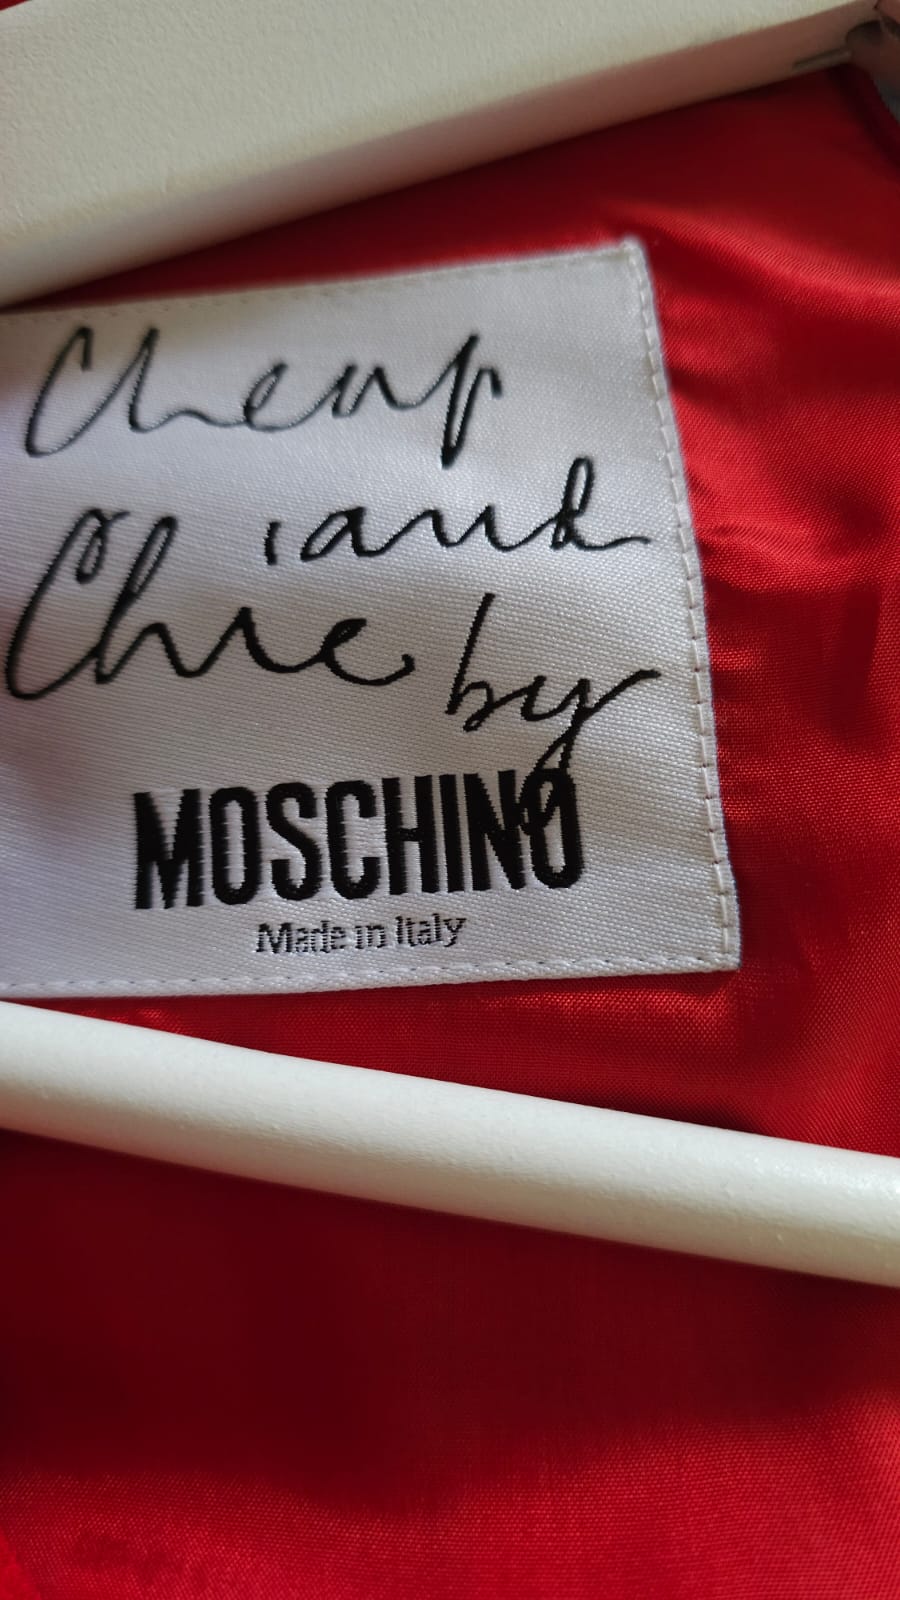 Cheap
and
Chic by
MOSCHINO
Made in Italy